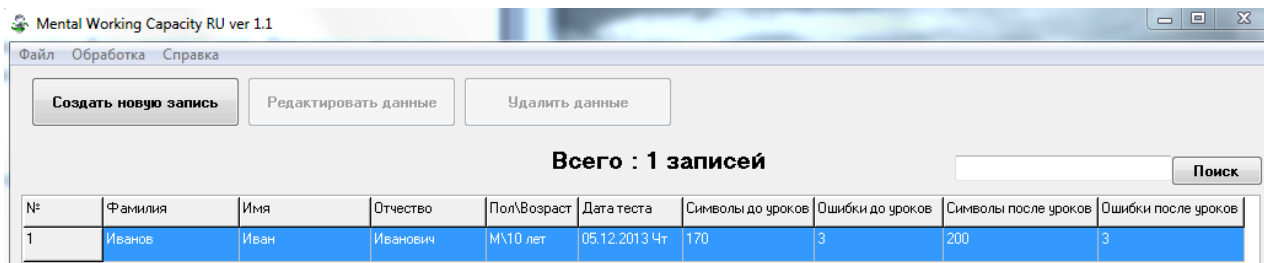 Mental Working Capacity RU ver 1.1
Файл Обработка Справка
Создать новую запись Редактировать данные Удалить данные
Всего : 1 записей
Поиск
№ Фамилия Имя Отчество Пол\Возраст Дата теста Символы до уроков Ошибки до уроков Символы после уроков Ошибки после уроков
1 Иванов Иван Иванович М\10 лет 05.12.2013 Чт 170 3 200 3